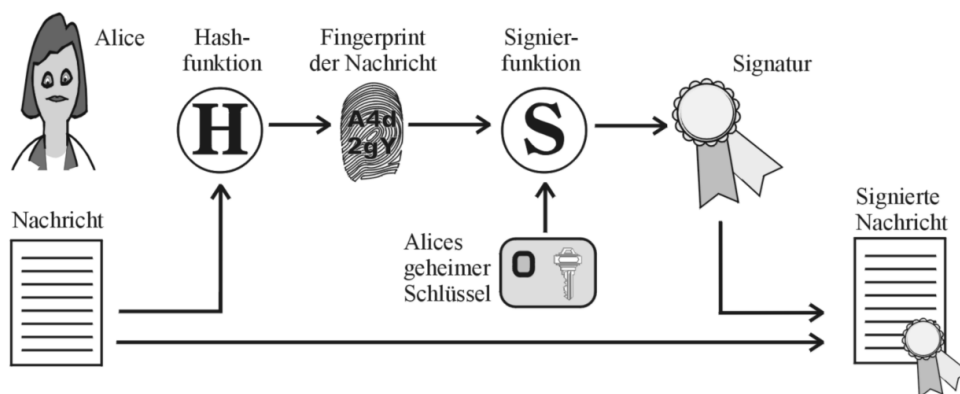 Alice
Hash-
funktion
Fingerprint
der Nachricht
Signier-
funktion
Signatur
H
A4d
2gY
S
Nachricht
Alices
geheimer
Schlüssel
Signierte
Nachricht